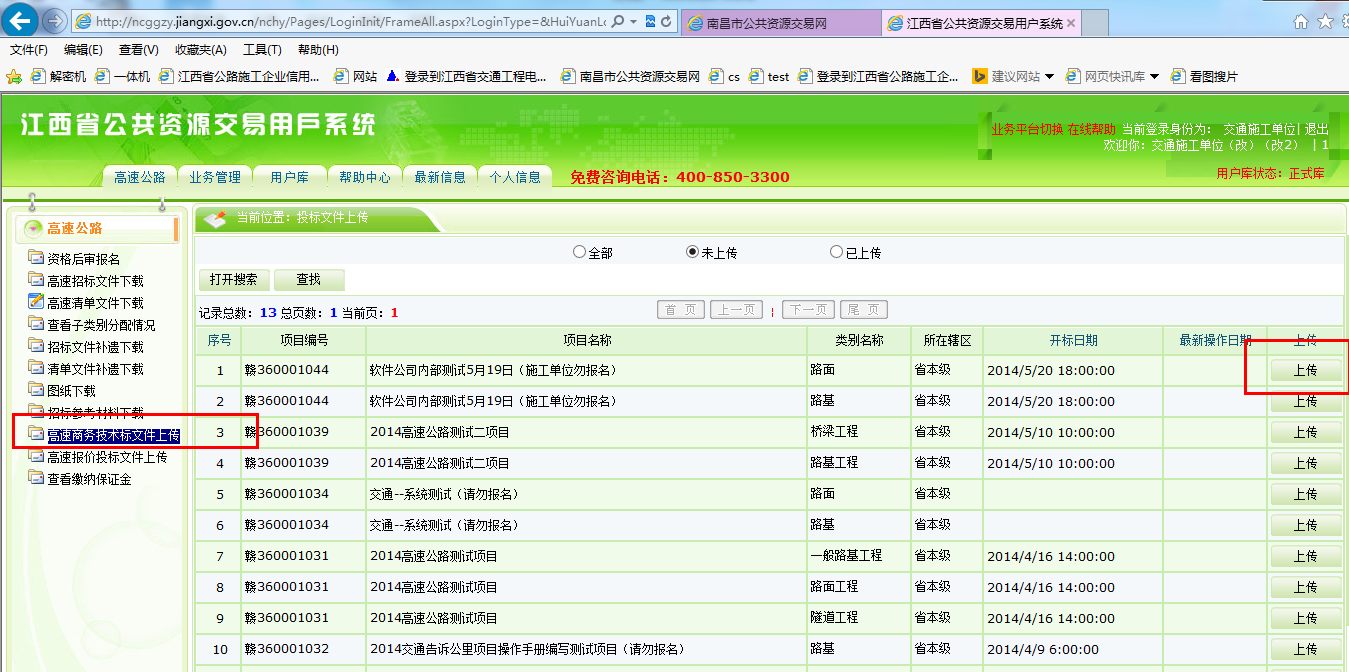 http://ncggzy.jiangxi.gov.cn/nchy/Pages/LoginInit/FrameAll.aspx?LoginType=&HuiYuanLo
南昌市公共资源交易网
江西省公共资源交易用户系统
文件(F) 编辑(E) 查看(V) 收藏夹(A) 工具(T) 帮助(H)
解密机 一体机 江西省公路施工企业信用... 网站 登录到江西省交通工程电... 南昌市公共资源交易网 cs test 登录到江西省公路施工企... 建议网站 网页快讯库 看图搜片
江西省公共资源交易用戶系统
业务平台切换 在线帮助 当前登录身份为： 交通施工单位| 退出
欢迎你：交通施工单位（改）（改2） | 1
高速公路 业务管理 用户库 帮助中心 最新信息 个人信息 免费咨询电话：400-850-3300
用户库状态：正式库
高速公路
资格后审报名
高速招标文件下载
高速清单文件下载
查看子类别分配情况
招标文件补遗下载
清单文件补遗下载
图纸下载
招标参考材料下载
高速商务技术标文件上传
高速报价投标文件上传
查看缴纳保证金
当前位置：投标文件上传
全部 未上传 已上传
打开搜索 查找
记录总数：13 总页数：1 当前页：1 首 页 上一页 下一页 尾 页
序号 项目编号 项目名称 类别名称 所在辖区 开标日期 最新操作日期 上传
1 赣360001044 软件公司内部测试5月19日（施工单位勿报名） 路面 省本级 2014/5/20 18:00:00 上传
2 赣360001044 软件公司内部测试5月19日（施工单位勿报名） 路基 省本级 2014/5/20 18:00:00 上传
3 赣360001039 2014高速公路测试二项目 桥梁工程 省本级 2014/5/10 10:00:00 上传
4 赣360001039 2014高速公路测试二项目 路基工程 省本级 2014/5/10 10:00:00 上传
5 赣360001034 交通--系统测试（请勿报名） 路面 省本级 上传
6 赣360001034 交通--系统测试（请勿报名） 路基 省本级 上传
7 赣360001031 2014高速公路测试项目 一般路基工程 省本级 2014/4/16 14:00:00 上传
8 赣360001031 2014高速公路测试项目 路面工程 省本级 2014/4/16 14:00:00 上传
9 赣360001031 2014高速公路测试项目 隧道工程 省本级 2014/4/16 14:00:00 上传
10 赣360001032 2014交通告诉公里项目操作手册编写测试项目（请勿报名） 路基 省本级 2014/4/9 6:00:00 上传